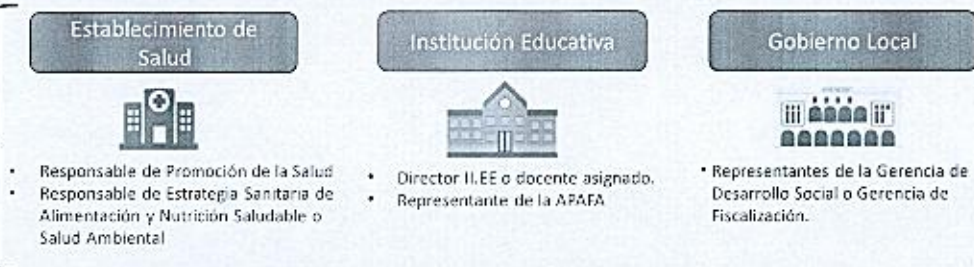 Establecimiento de
Salud
• Responsable de Promoción de la Salud
• Responsable de Estrategia Sanitaria de
Alimentación y Nutrición Saludable o
Salud Ambiental
Institución Educativa
• Director II.EE o docente asignado.
• Representante de la APAFA
Gobierno Local
• Representantes de la Gerencia de
Desarrollo Social o Gerencia de
Fiscalización.